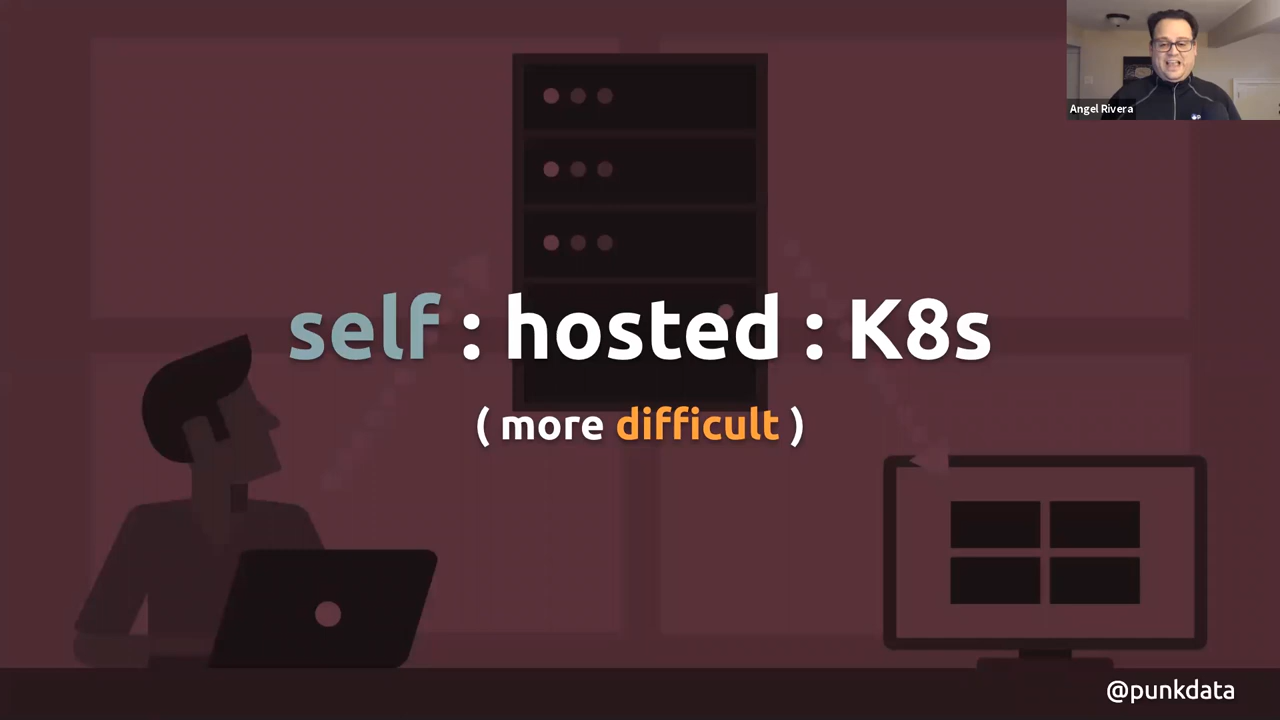 Angel Rivera
self : hosted : K8s
( more difficult )
@punkdata